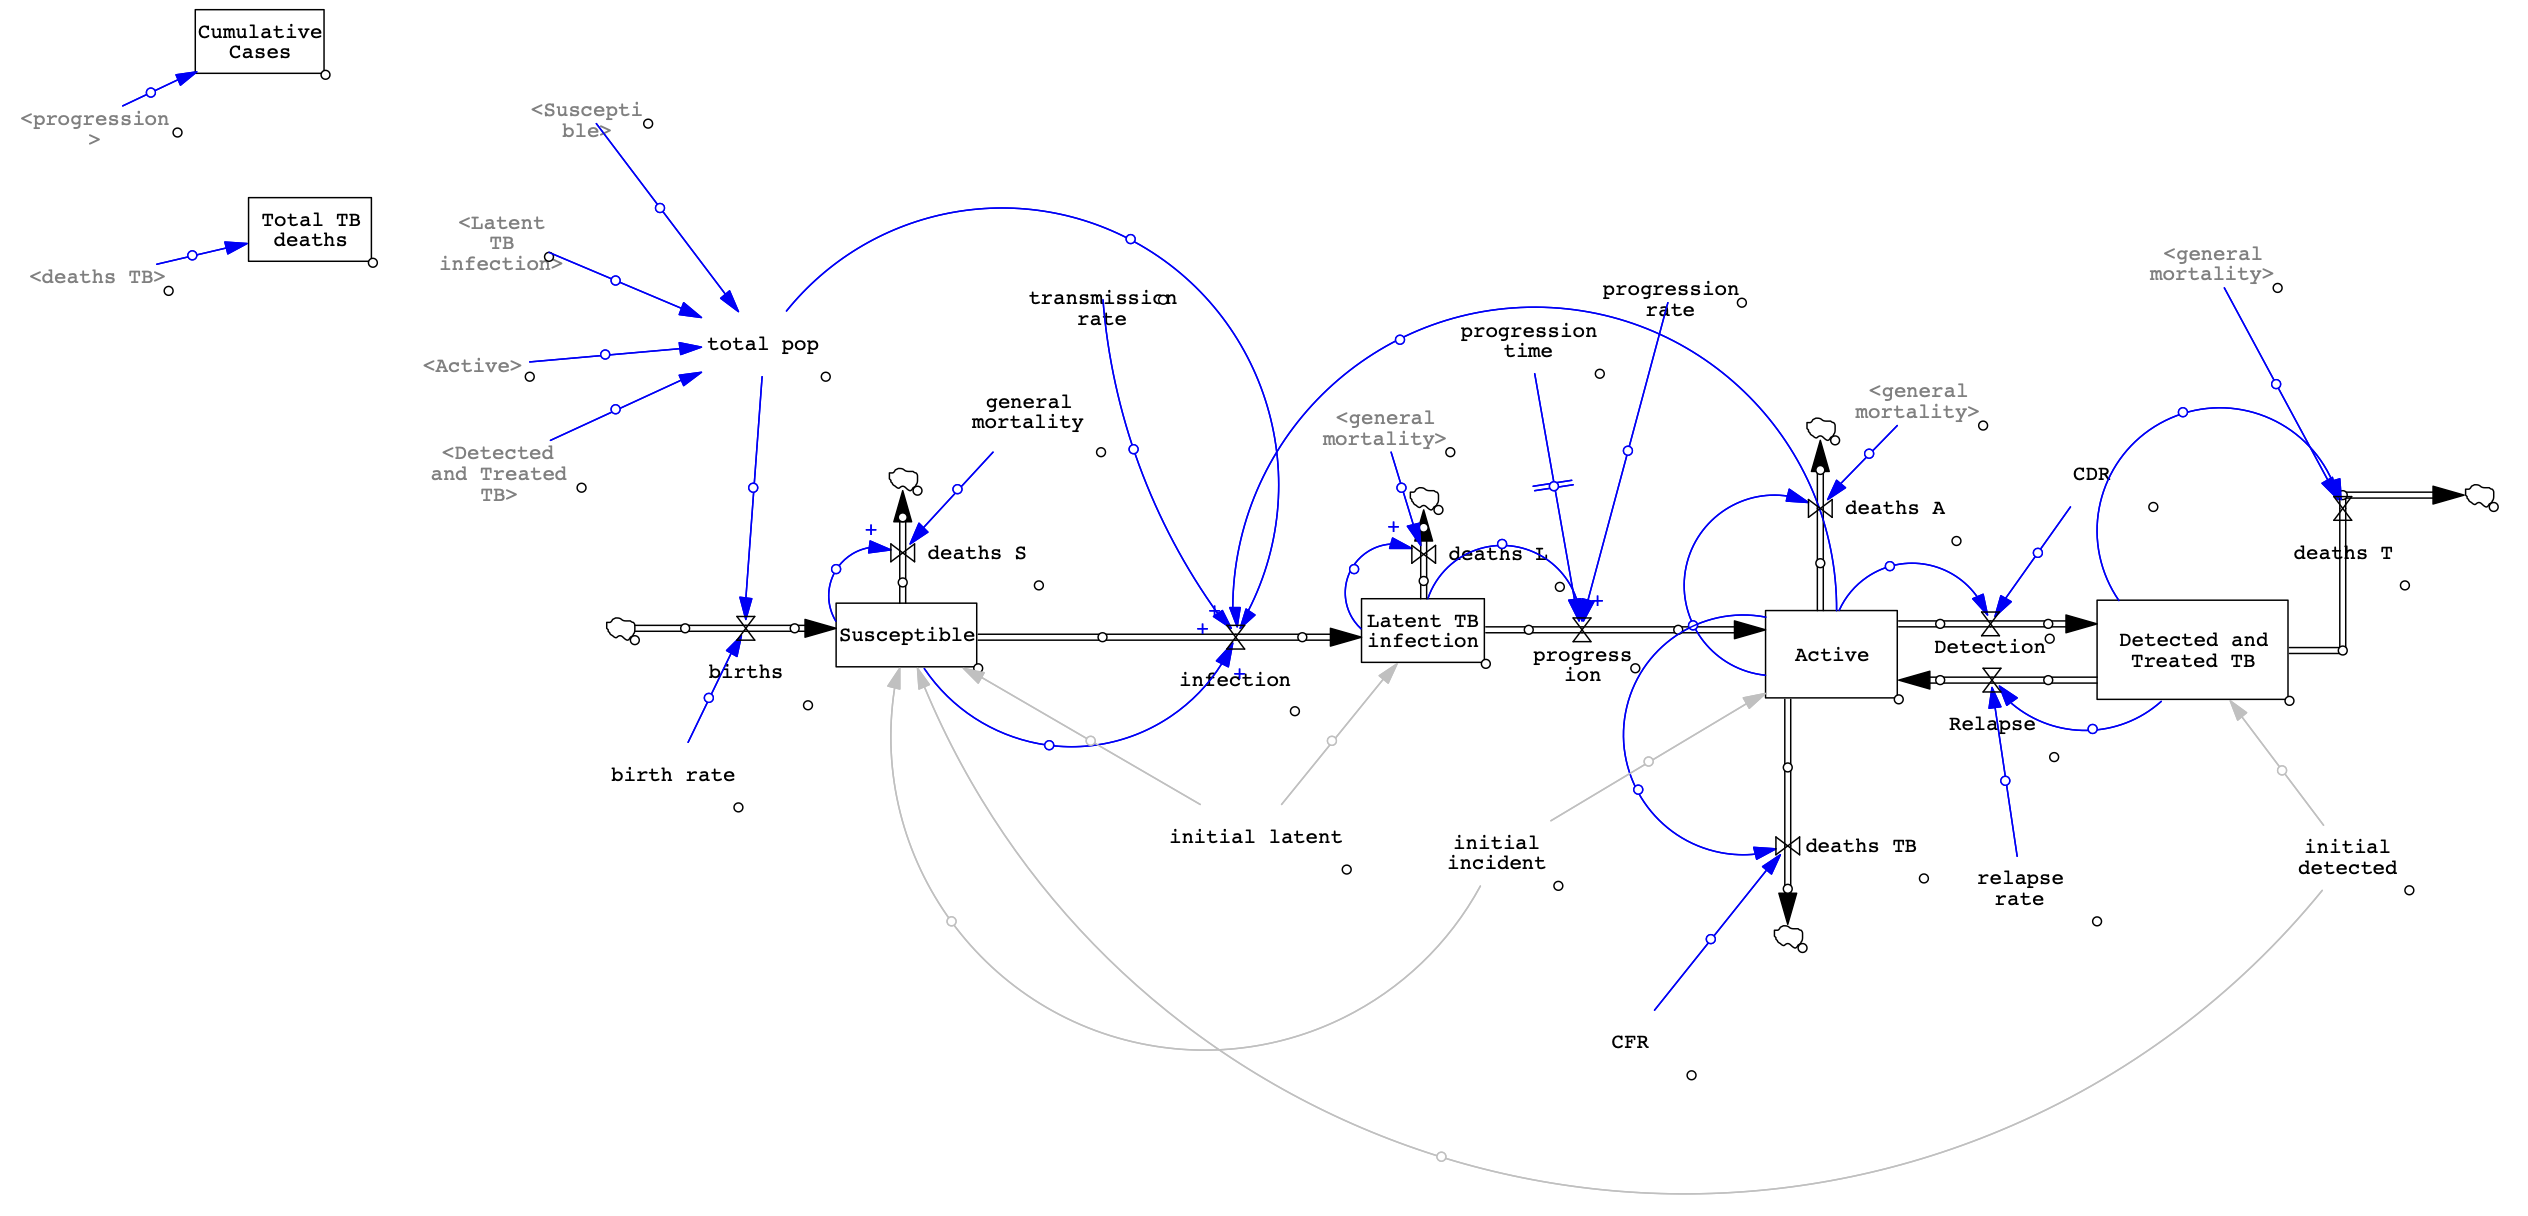 Cumulative
Cases
<progression
>
Total TB
deaths
<deaths TB>
<Suscepti
ble>
<Latent
TB
infection>
<Active>
<Detected
and Treated
TB>
total pop
general
mortality
transmission
rate
progression
time
progression
rate
<general
mortality>
<general
mortality>
<general
mortality>
CDR
+
deaths S
+
deaths L
deaths A
deaths T
births
birth rate
Susceptible
+
+
+
infection
Latent TB
infection
+
progress
ion
Active
Detection
Relapse
Detected and
Treated TB
initial latent
initial
incident
deaths TB
relapse
rate
initial
detected
CFR